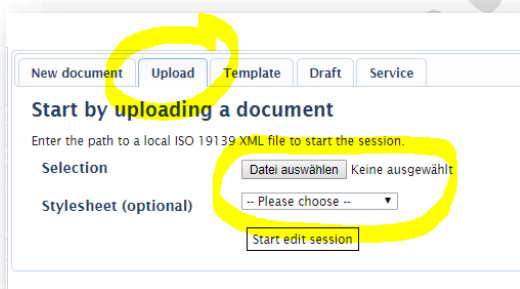 New document Upload Template Draft Service
Start by uploading a document
Enter the path to a local ISO 19139 XML file to start the session.
Selection Datei auswählen Keine ausgewählt
Stylesheet (optional) -- Please choose --
Start edit session